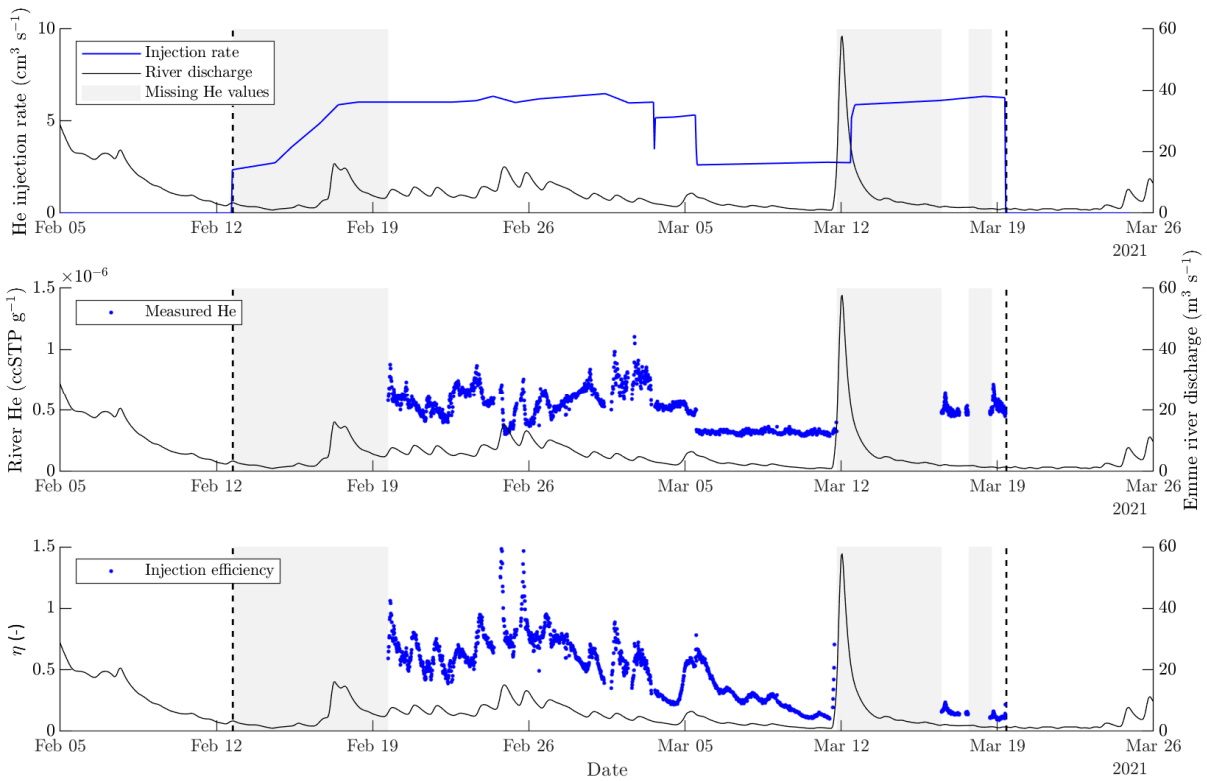 He injection rate (cm³ s⁻¹)
10
5
0
60
40
20
0
Injection rate
River discharge
Missing He values
Feb 05 Feb 12 Feb 19 Feb 26 Mar 05 Mar 12 Mar 19 Mar 26
2021
River He (ccSTP g⁻¹)
×10⁻⁶
1.5
1
0.5
0
60
40
20
0
Emme river discharge (m³ s⁻¹)
Measured He
Feb 05 Feb 12 Feb 19 Feb 26 Mar 05 Mar 12 Mar 19 Mar 26
2021
η (-)
1.5
1
0.5
0
60
40
20
0
Injection efficiency
Feb 05 Feb 12 Feb 19 Feb 26 Mar 05 Mar 12 Mar 19 Mar 26
Date
2021